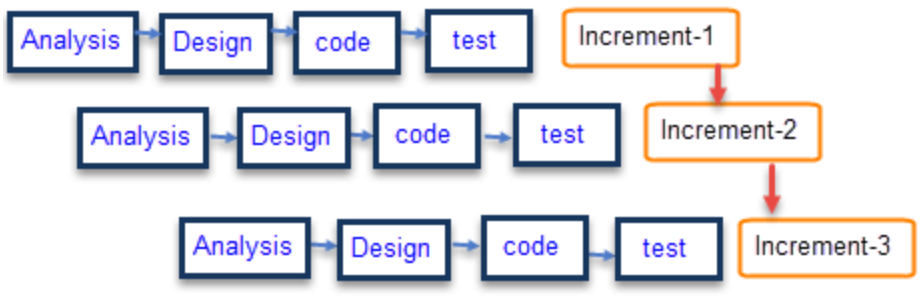 Analysis Design code test Increment-1
Analysis Design code test Increment-2
Analysis Design code test Increment-3